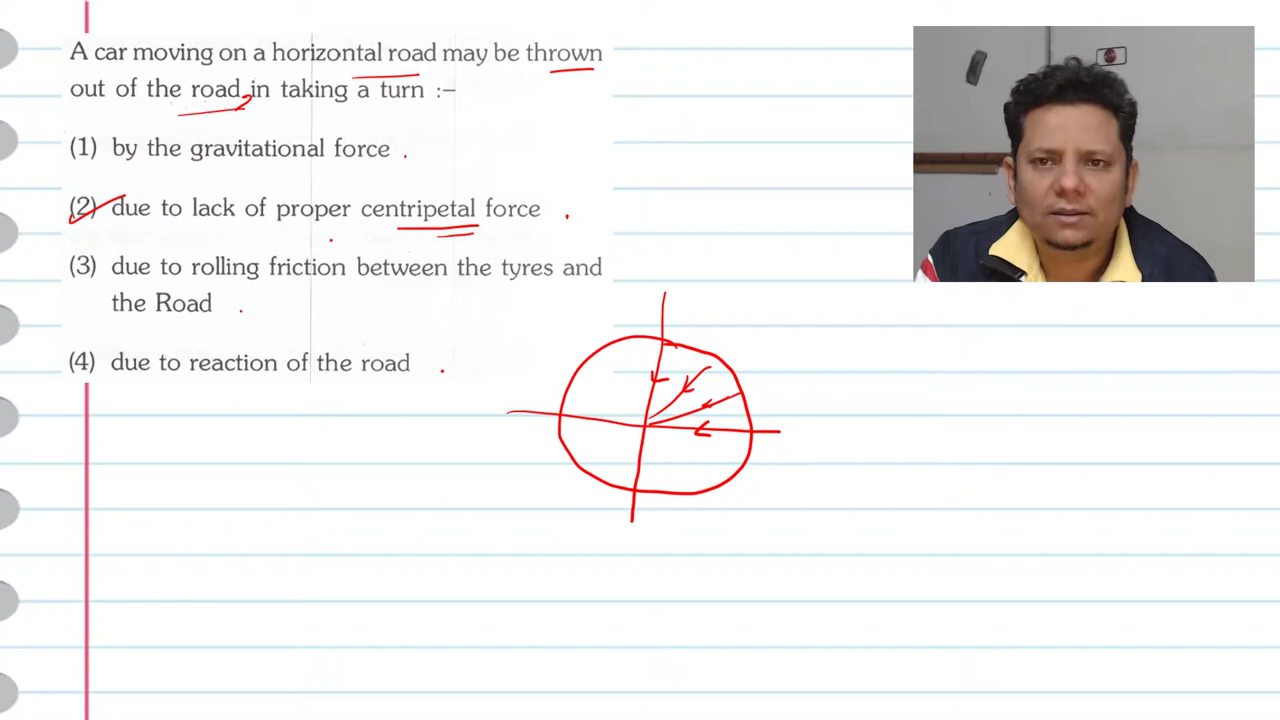 A car moving on a horizontal road may be thrown
out of the road in taking a turn :–
(1) by the gravitational force
(2) due to lack of proper centripetal force
(3) due to rolling friction between the tyres and
the Road
(4) due to reaction of the road